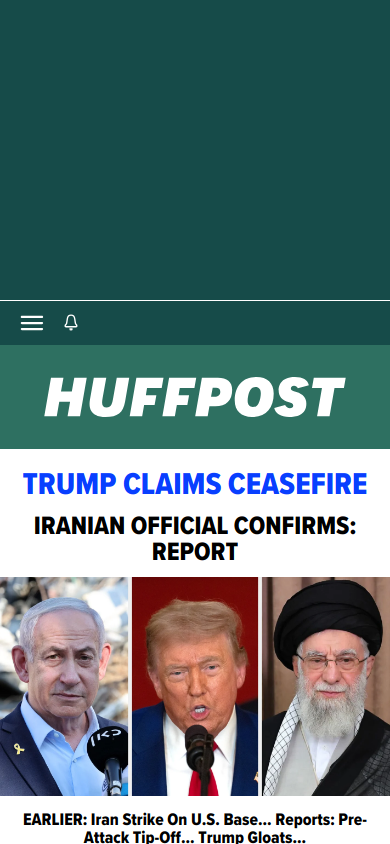 HUFFPOST
TRUMP CLAIMS CEASEFIRE
IRANIAN OFFICIAL CONFIRMS:
REPORT
EARLIER: Iran Strike On U.S. Base... Reports: Pre-
Attack Tip-Off... Trump Gloats...